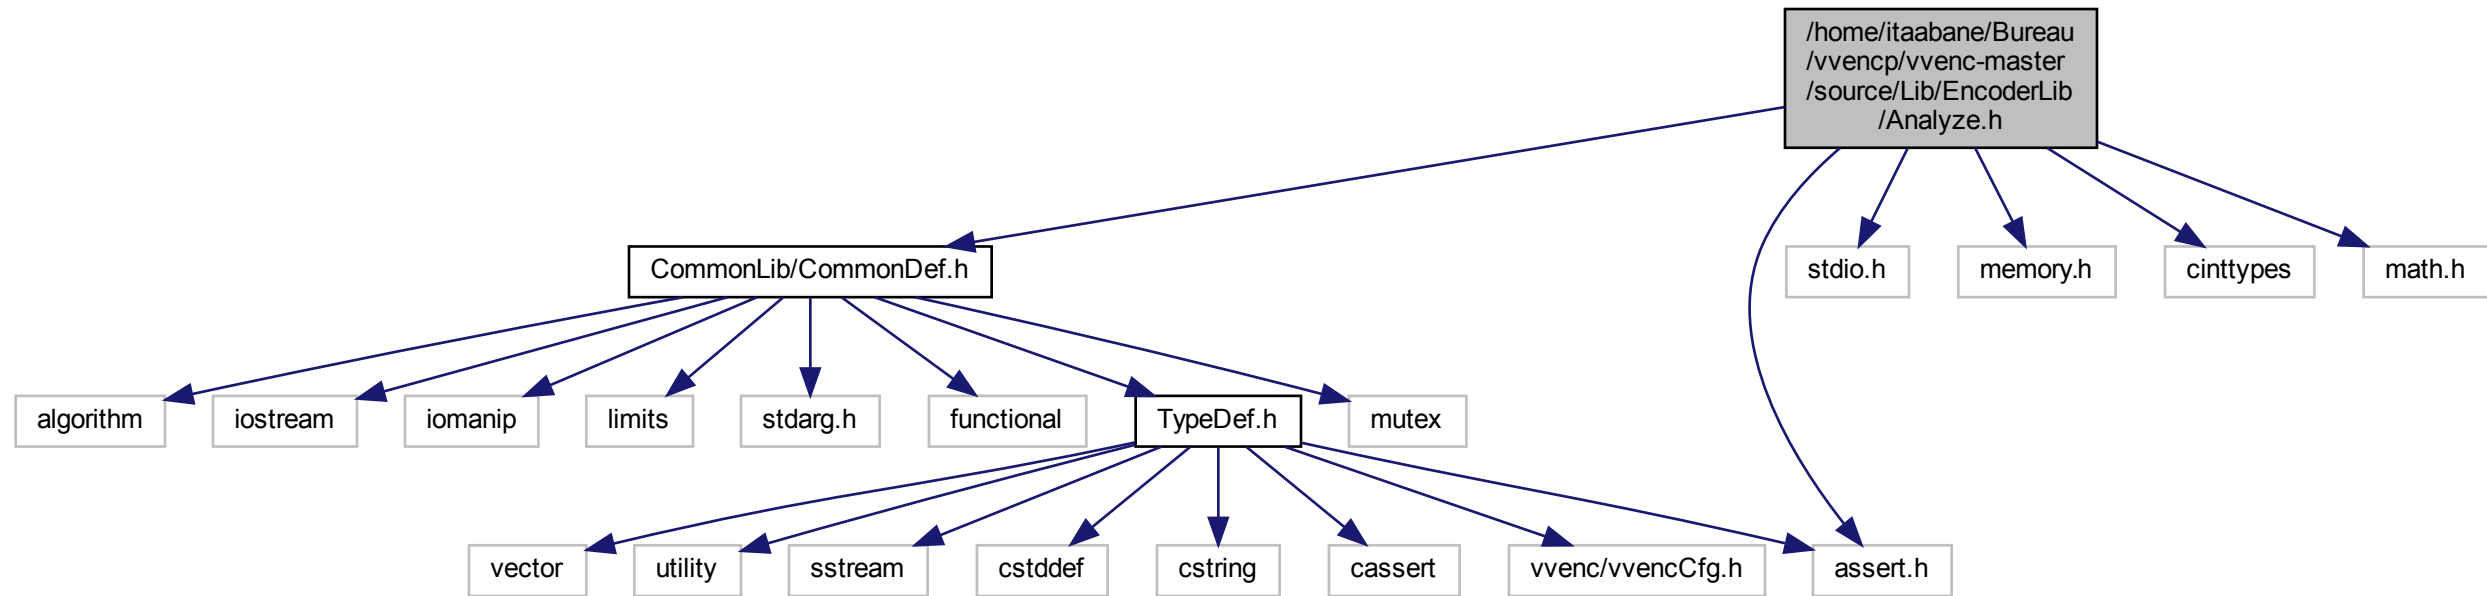 /home/itaabane/Bureau
/vvencp/vvenc-master
/source/Lib/EncoderLib
/Analyze.h
CommonLib/CommonDef.h
stdio.h
memory.h
cinttypes
math.h
algorithm
iostream
iomanip
limits
stdarg.h
functional
TypeDef.h
mutex
vector
utility
sstream
cstddef
cstring
cassert
vvenc/vvencCfg.h
assert.h